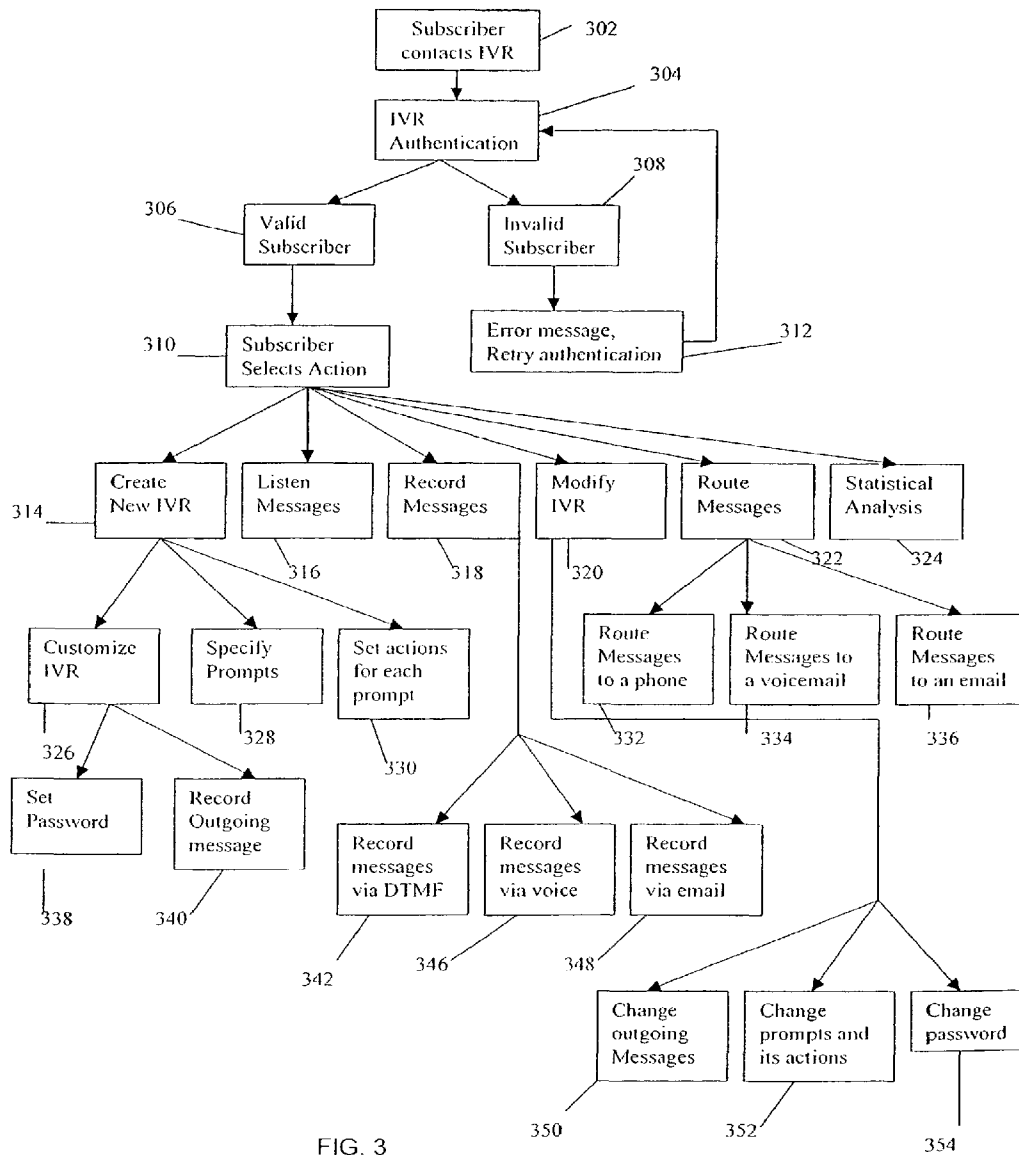 Subscriber
contacts IVR
302
304
IVR
Authentication
308
306
Valid
Subscriber
Invalid
Subscriber
310
Subscriber
Selects Action
Error message,
Retry authentication
312
314
Create
New IVR
Listen
Messages
Record
Messages
Modify
IVR
Route
Messages
Statistical
Analysis
316
318
320
322
324
Customize
IVR
Specify
Prompts
Set actions
for each
prompt
Route
Messages
to a phone
Route
Messages to
a voicemail
Route
Messages
to an email
326
328
330
332
334
336
Set
Password
Record
Outgoing
message
Record
messages
via DTMF
Record
messages
via voice
Record
messages
via email
338
340
342
346
348
Change
outgoing
Messages
Change
prompts and
its actions
Change
password
350
352
354
FIG. 3